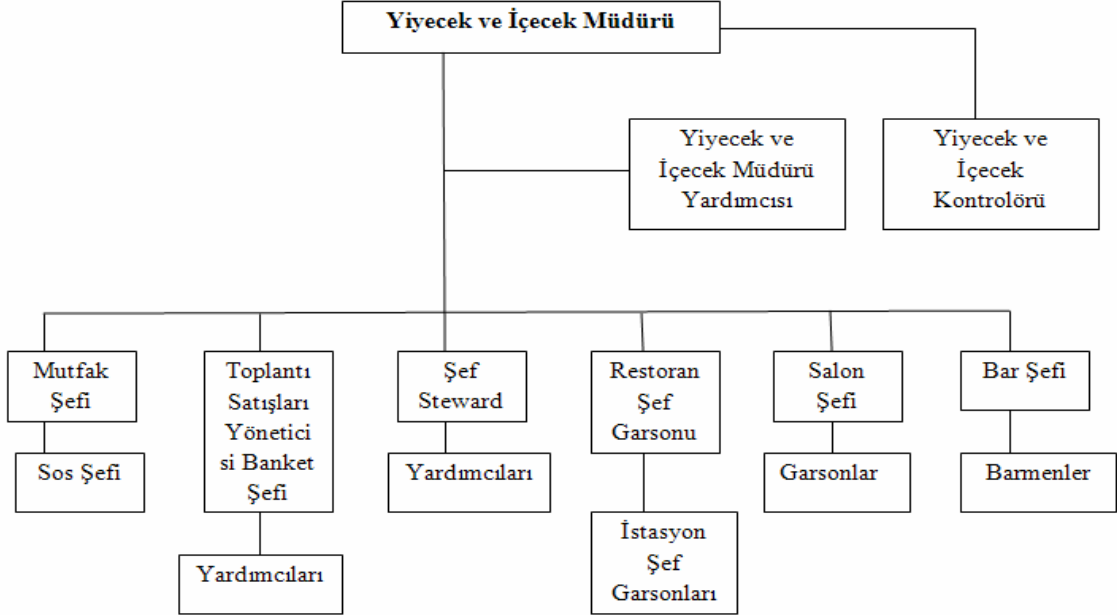 Yiyecek ve İçecek Müdürü
Yiyecek ve
İçecek Müdürü
Yardımcısı
Yiyecek ve
İçecek
Kontrolörü
Mutfak
Şefi
Toplantı
Satışları
Yönetici
si Banket
Şefi
Şef
Steward
Restoran
Şef
Garsonu
Salon
Şefi
Bar Şefi
Sos Şefi
Yardımcıları
Garsonlar
Barmenler
Yardımcıları
İstasyon
Şef
Garsonları